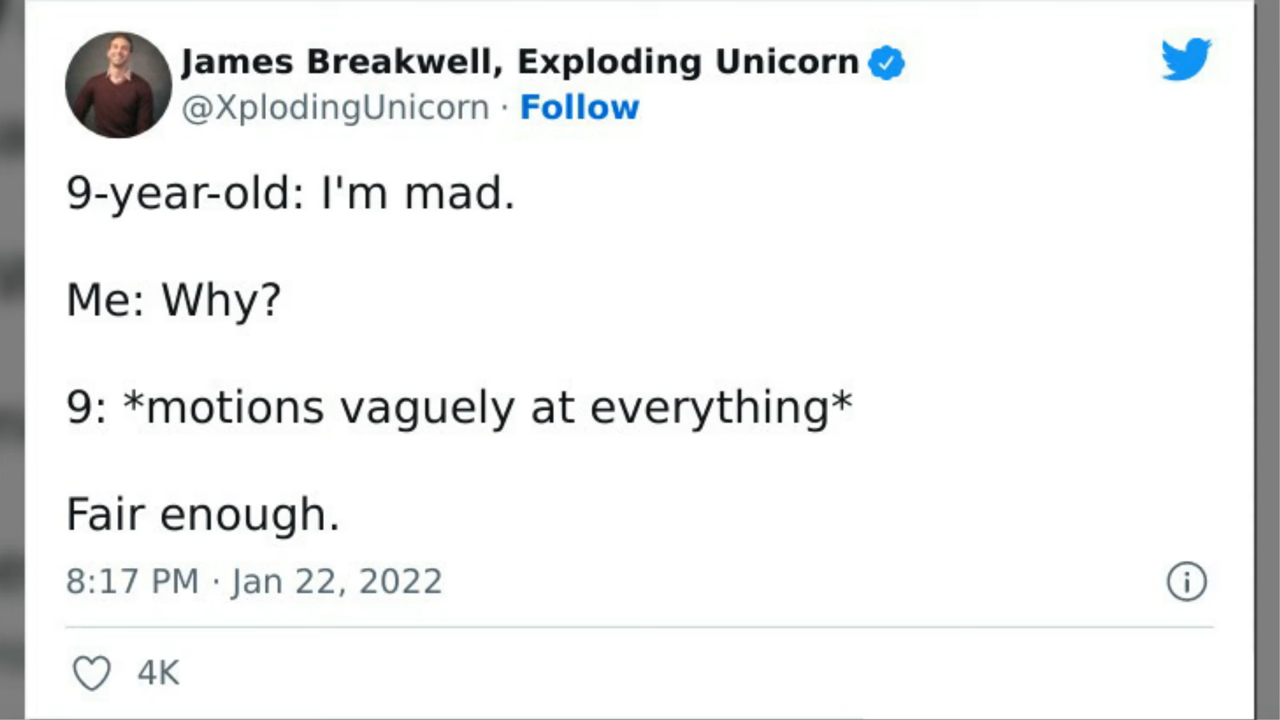 James Breakwell, Exploding Unicorn
@XplodingUnicorn · Follow
9-year-old: I'm mad.
Me: Why?
9: *motions vaguely at everything*
Fair enough.
8:17 PM · Jan 22, 2022
4K